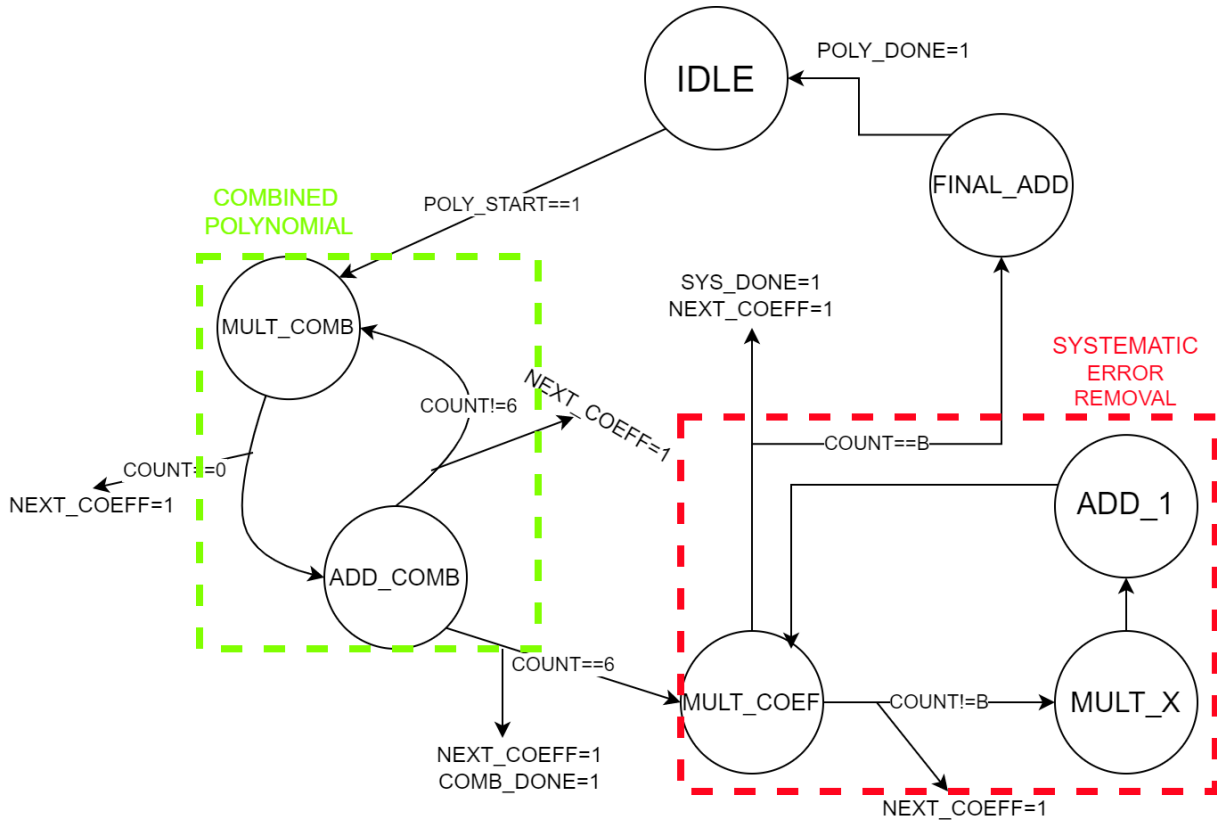 POLY_DONE=1
IDLE
FINAL_ADD
COMBINED
POLYNOMIAL
POLY_START==1
SYS_DONE=1
NEXT_COEFF=1
MULT_COMB
SYSTEMATIC
ERROR
REMOVAL
NEXT_COEFF=1
COUNT!=6
COUNT==B
COUNT==0
NEXT_COEFF=1
ADD_1
ADD_COMB
COUNT==6
MULT_COEF
COUNT!=B
MULT_X
NEXT_COEFF=1
COMB_DONE=1
NEXT_COEFF=1